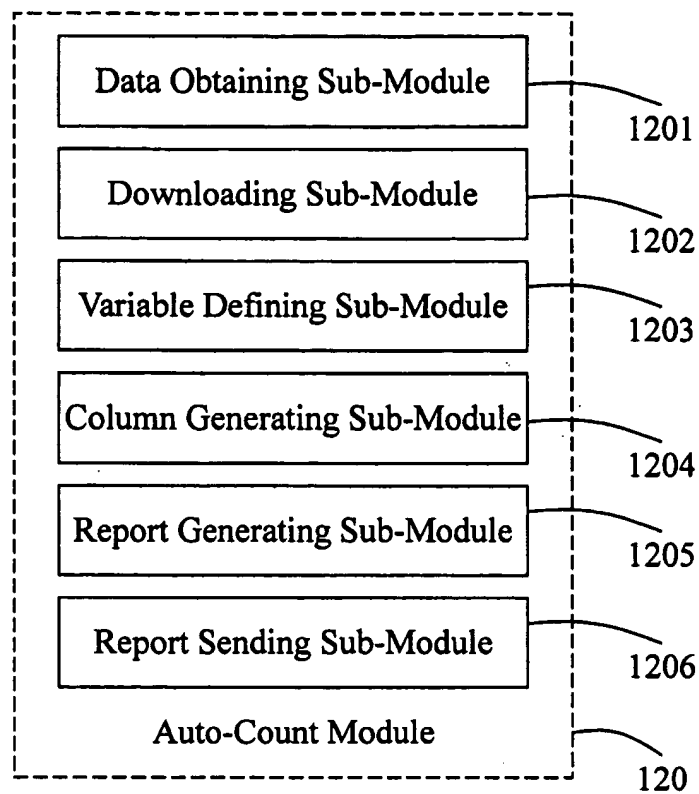 Data Obtaining Sub-Module
1201
Downloading Sub-Module
1202
Variable Defining Sub-Module
1203
Column Generating Sub-Module
1204
Report Generating Sub-Module
1205
Report Sending Sub-Module
1206
Auto-Count Module
120